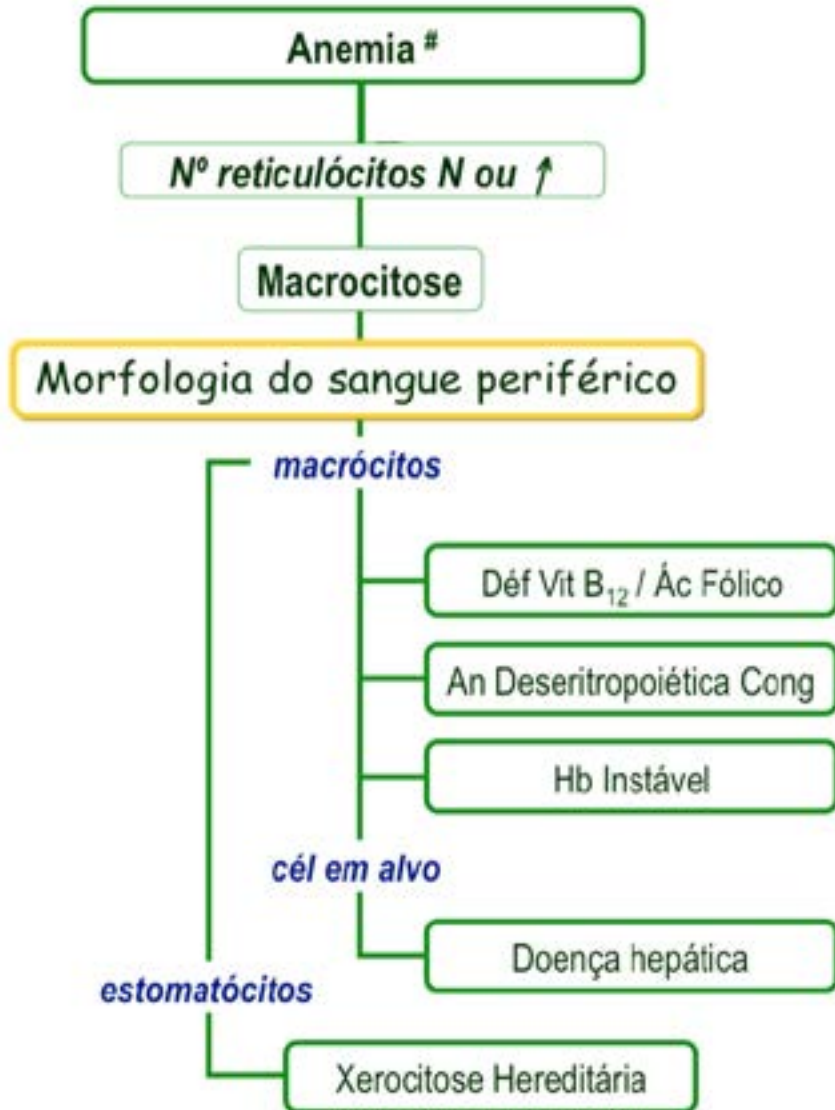 Anemia #
Nº reticulócitos N ou ↑
Macrocitose
Morfologia do sangue periférico
macrócitos
Déf Vit B12 / Ác Fólico
An Deseritropoiética Cong
Hb Instável
cél em alvo
Doença hepática
estomatócitos
Xerocitose Hereditária